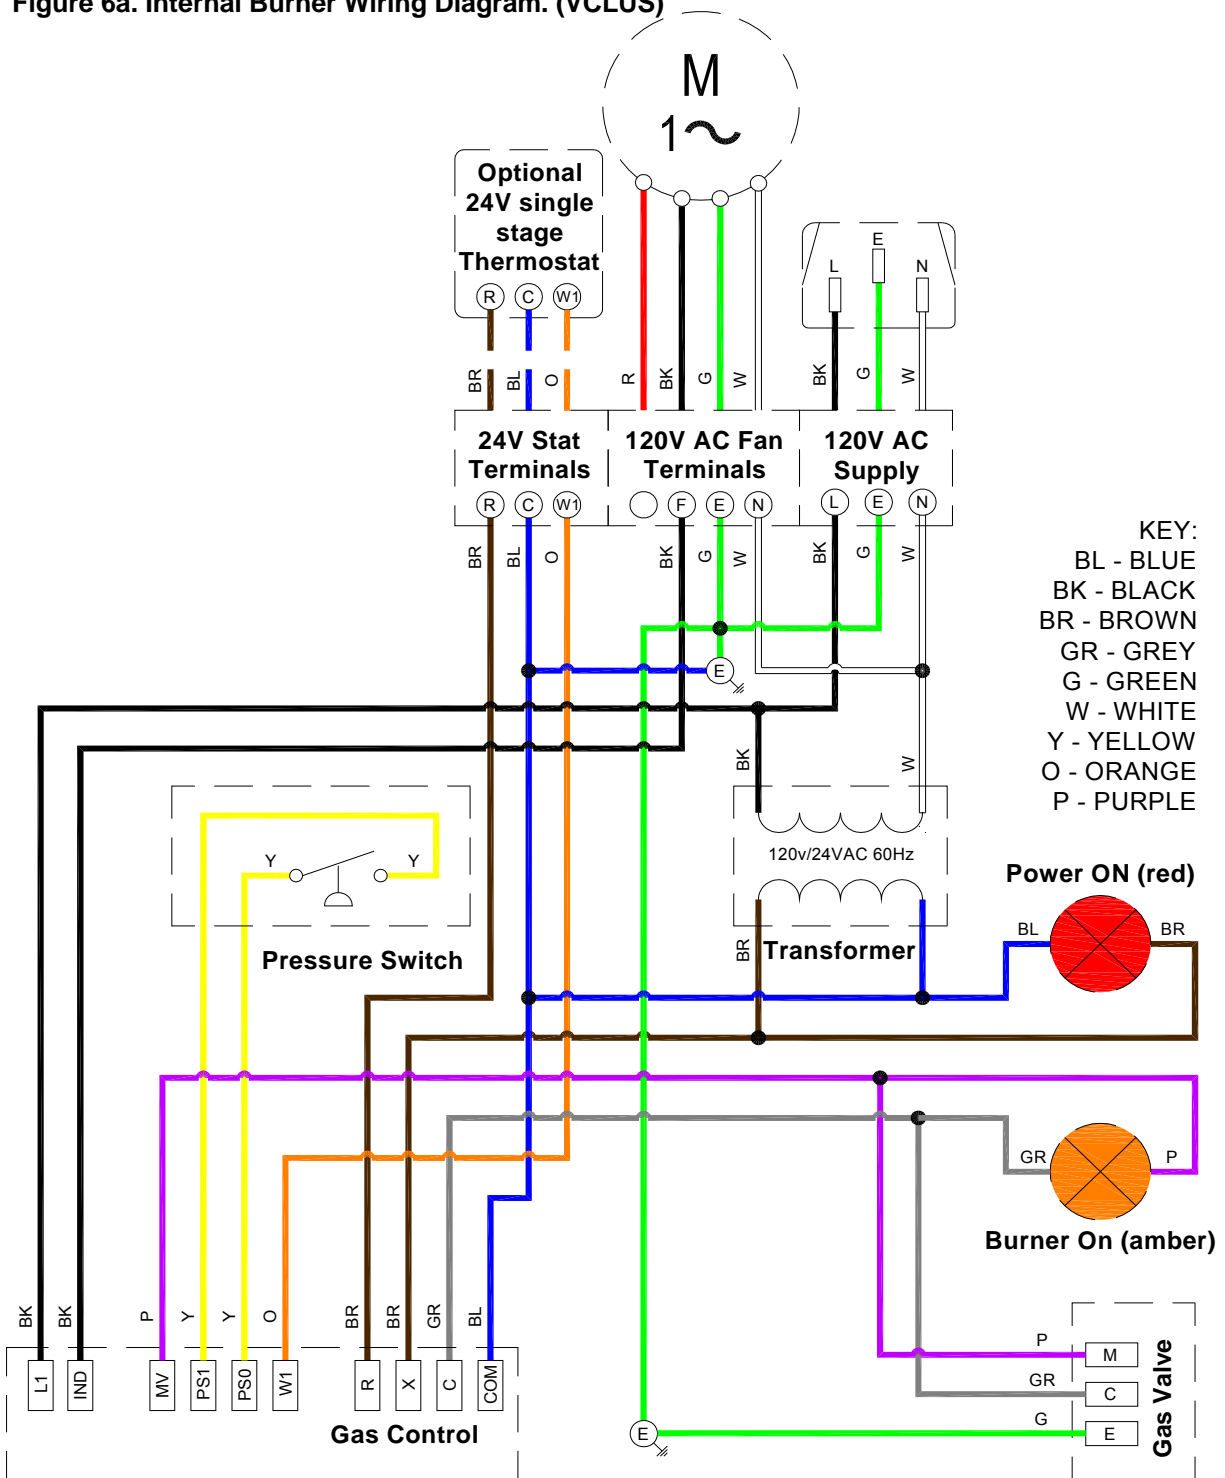 Figure 6a. Internal Burner Wiring Diagram. (VCLUS)
M
1
Optional
24V single
stage
Thermostat
R C W1
L E N
BR BL O R BK G W BK G W
24V Stat
Terminals
120V AC Fan
Terminals
120V AC
Supply
R C W1 F E N L E N
BR BL O BK G W BK G W
KEY:
BL - BLUE
BK - BLACK
BR - BROWN
GR - GREY
G - GREEN
W - WHITE
Y - YELLOW
O - ORANGE
P - PURPLE
E
BK W
Y Y
Pressure Switch
120v/24VAC 60Hz
BR
Transformer
Power ON (red)
BL BR
GR P
Burner On (amber)
BK BK P Y Y O BR BR GR BL
L1 IND MV PS1 PS0 W1 R X C COM
Gas Control
E
P M
GR C
G E
Gas Valve